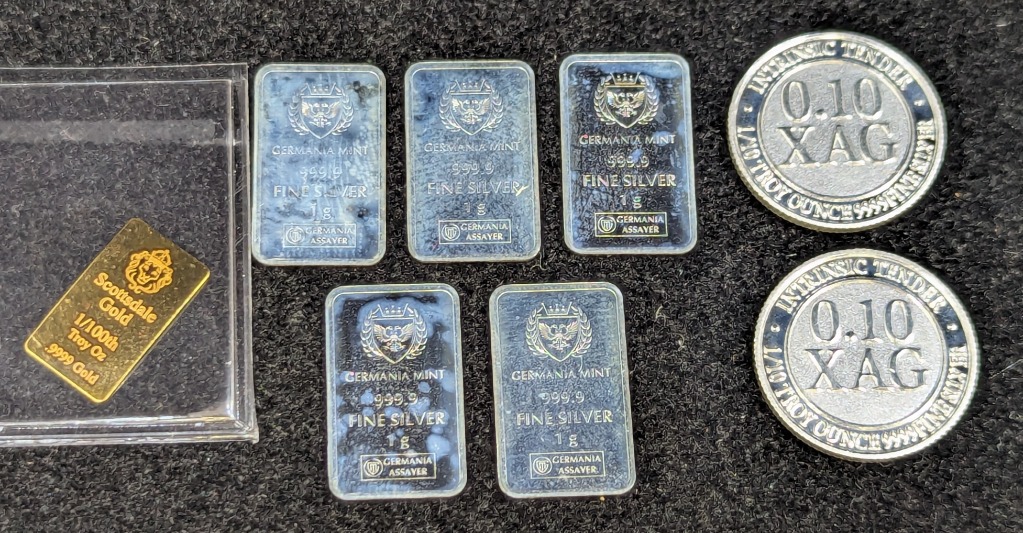 Scottsdale
Gold
1/100th
Troy Oz
9999 Gold
GERMANIA MINT
999.9
FINE SILVER
1 g
GERMANIA
ASSAYER
GERMANIA MINT
999.9
FINE SILVER
1 g
GERMANIA
ASSAYER
GERMANIA MINT
999.9
FINE SILVER
1 g
GERMANIA
ASSAYER
GERMANIA MINT
999.9
FINE SILVER
1 g
GERMANIA
ASSAYER
GERMANIA MINT
999.9
FINE SILVER
1 g
GERMANIA
ASSAYER
INTRINSIC TENDER
0.10
XAG
1/10 TROY OUNCE 9999 FINE SILVER
INTRINSIC TENDER
0.10
XAG
1/10 TROY OUNCE 9999 FINE SILVER